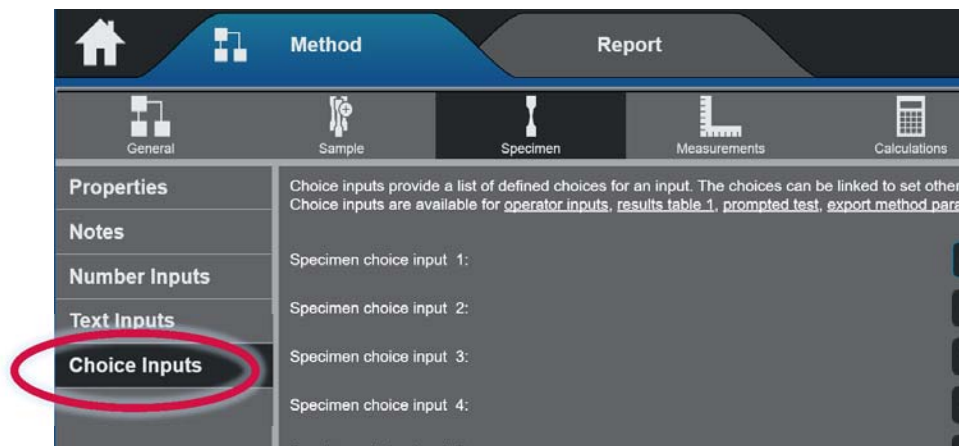 Method
Report
General
Sample
Specimen
Measurements
Calculations
Properties
Notes
Number Inputs
Text Inputs
Choice Inputs
Choice inputs provide a list of defined choices for an input. The choices can be linked to set other
Choice inputs are available for operator inputs, results table 1, prompted test, export method para
Specimen choice input 1:
Specimen choice input 2:
Specimen choice input 3:
Specimen choice input 4: